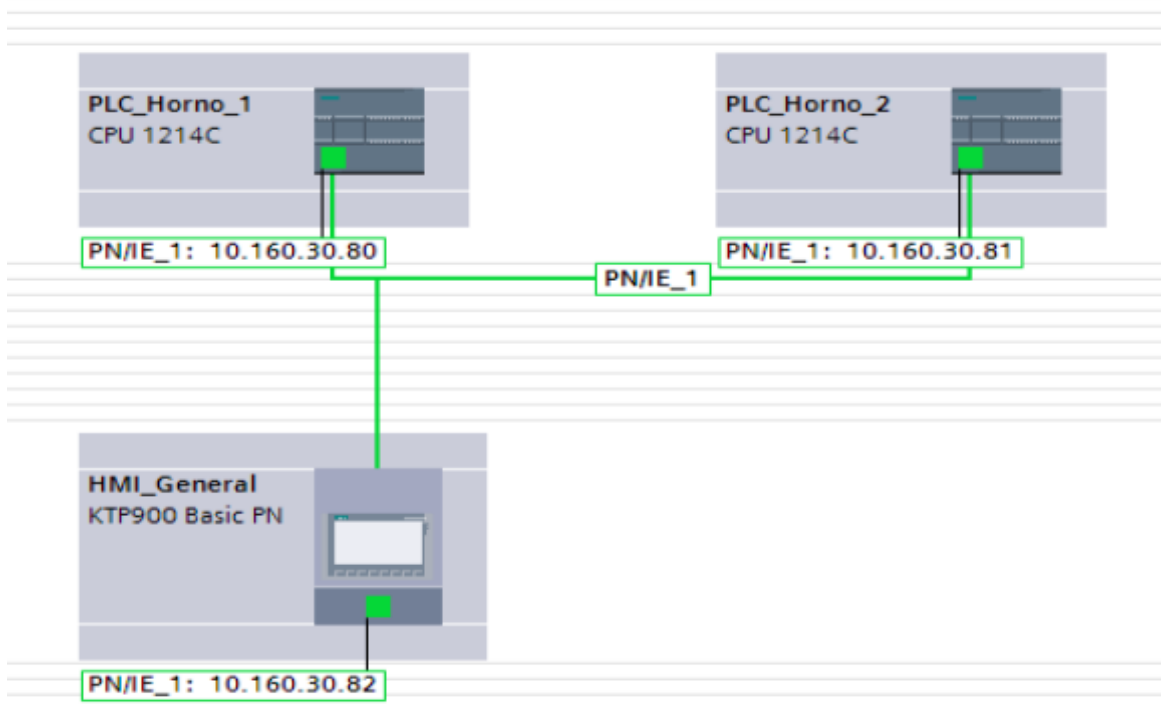 PLC_Horno_1
CPU 1214C
PLC_Horno_2
CPU 1214C
PN/IE_1: 10.160.30.80
PN/IE_1: 10.160.30.81
PN/IE_1
HMI_General
KTP900 Basic PN
PN/IE_1: 10.160.30.82